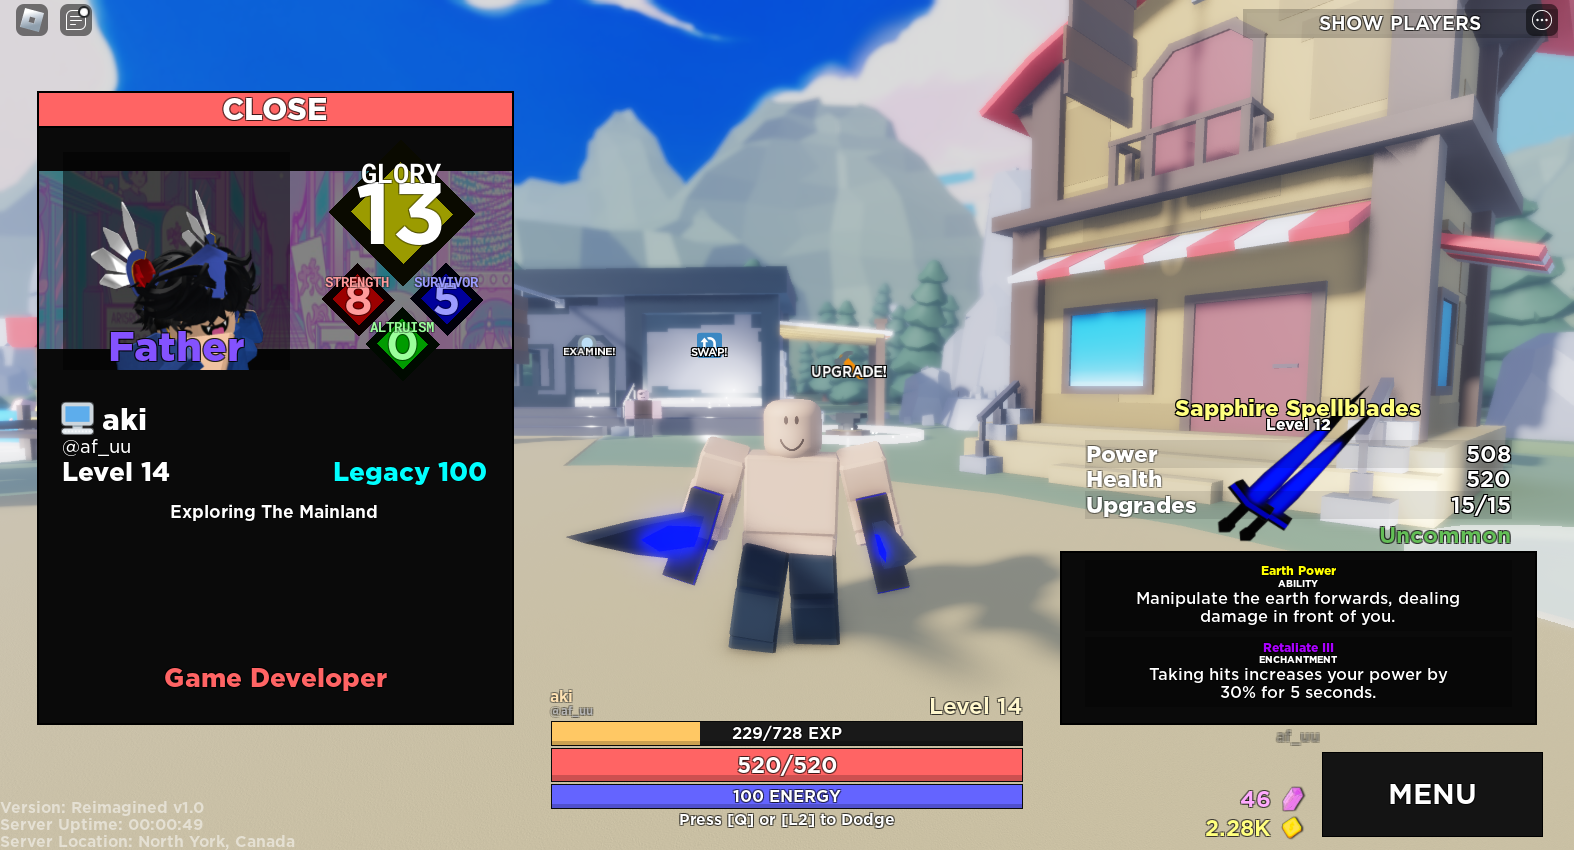 SHOW PLAYERS
CLOSE
GLORY
13
STRENGTH
8
SURVIVOR
5
ALTRUISM
0
Father
aki
@af_uu
Level 14
Legacy 100
Exploring The Mainland
Game Developer
EXAMINE!
SWAP!
UPGRADE!
Sapphire Spellblades
Level 12
Power 508
Health 520
Upgrades 15/15
Uncommon
Earth Power
ABILITY
Manipulate the earth forwards, dealing
damage in front of you.
Retaliate III
ENCHANTMENT
Taking hits increases your power by
30% for 5 seconds.
af_uu
aki
@af_uu
Level 14
229/728 EXP
520/520
100 ENERGY
Press [Q] or [L2] to Dodge
46
2.28K
MENU
Version: Reimagined v1.0
Server Uptime: 00:00:49
Server Location: North York, Canada